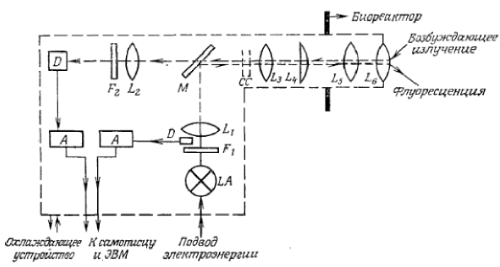 Биореактор
Возбуждающее
излучение
Флуоресценция
D
F₂
L₂
M
CC
L₃
L₄
L₅
L₆
L₁
D
F₁
A
A
LA
Охлаждающее
устройство
К самописцу
и ЭВМ
Подвод
электроэнергии